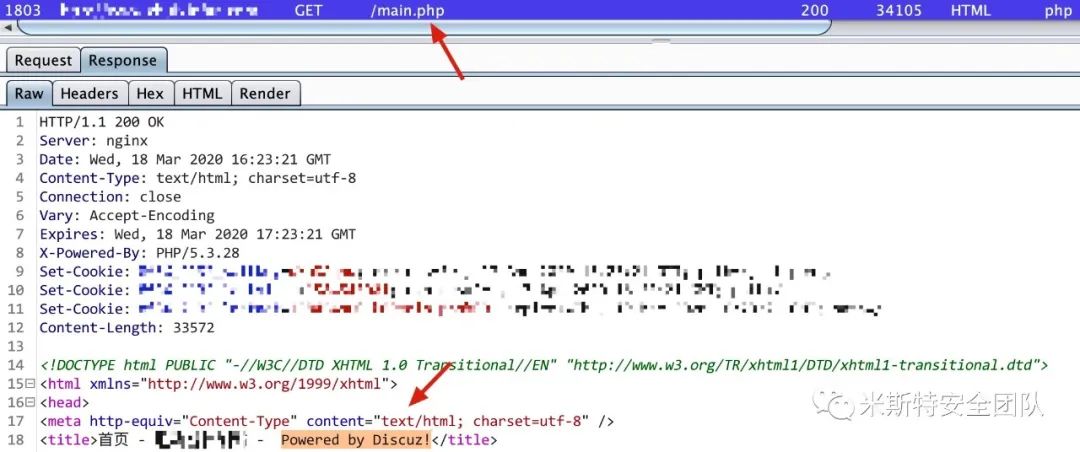 1803 GET /main.php 200 34105 HTML php
Request Response
Raw Headers Hex HTML Render
1 HTTP/1.1 200 OK
2 Server: nginx
3 Date: Wed, 18 Mar 2020 16:23:21 GMT
4 Content-Type: text/html; charset=utf-8
5 Connection: close
6 Vary: Accept-Encoding
7 Expires: Wed, 18 Mar 2020 17:23:21 GMT
8 X-Powered-By: PHP/5.3.28
9 Set-Cookie:
10 Set-Cookie:
11 Set-Cookie:
12 Content-Length: 33572
13
14 <!DOCTYPE html PUBLIC "-//W3C//DTD XHTML 1.0 Transitional//EN" "http://www.w3.org/TR/xhtml1/DTD/xhtml1-transitional.dtd">
15 <html xmlns="http://www.w3.org/1999/xhtml">
16 <head>
17 <meta http-equiv="Content-Type" content="text/html; charset=utf-8" />
18 <title>首页 - - Powered by Discuz!</title>
米斯特安全团队